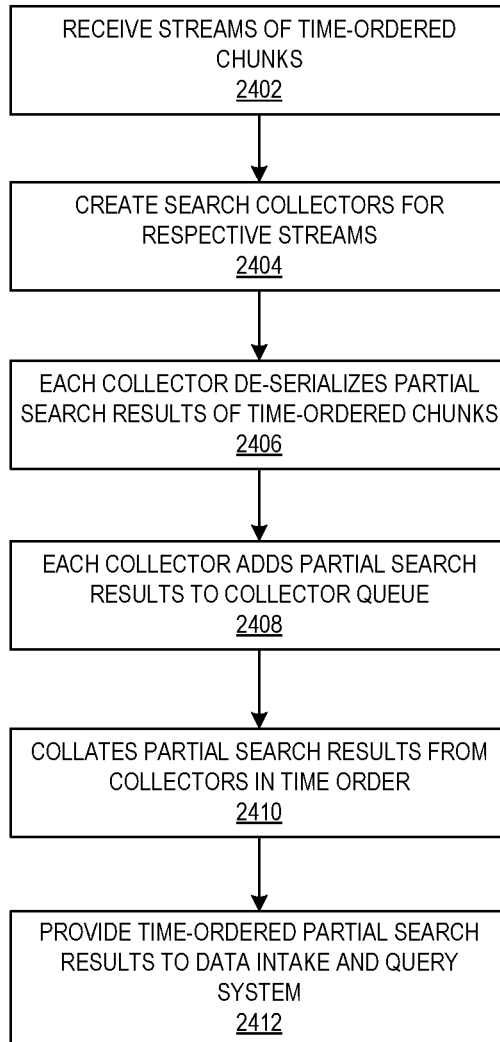 RECEIVE STREAMS OF TIME-ORDERED
CHUNKS
2402
CREATE SEARCH COLLECTORS FOR
RESPECTIVE STREAMS
2404
EACH COLLECTOR DE-SERIALIZES PARTIAL
SEARCH RESULTS OF TIME-ORDERED CHUNKS
2406
EACH COLLECTOR ADDS PARTIAL SEARCH
RESULTS TO COLLECTOR QUEUE
2408
COLLATES PARTIAL SEARCH RESULTS FROM
COLLECTORS IN TIME ORDER
2410
PROVIDE TIME-ORDERED PARTIAL SEARCH
RESULTS TO DATA INTAKE AND QUERY
SYSTEM
2412